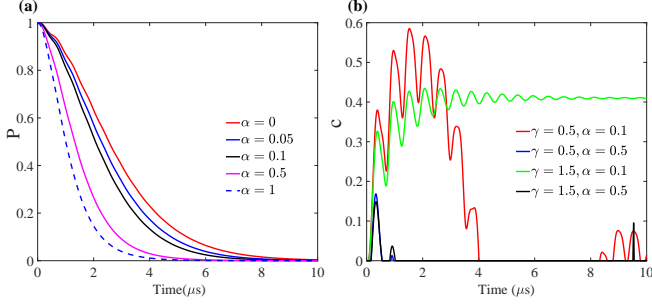 (a)
P
1
0.8
0.6
0.4
0.2
0
0
2
4
6
8
10
Time(μs)
α = 0
α = 0.05
α = 0.1
α = 0.5
α = 1
(b)
c
0.6
0.5
0.4
0.3
0.2
0.1
0
0
2
4
6
8
10
Time (μs)
γ = 0.5, α = 0.1
γ = 0.5, α = 0.5
γ = 1.5, α = 0.1
γ = 1.5, α = 0.5